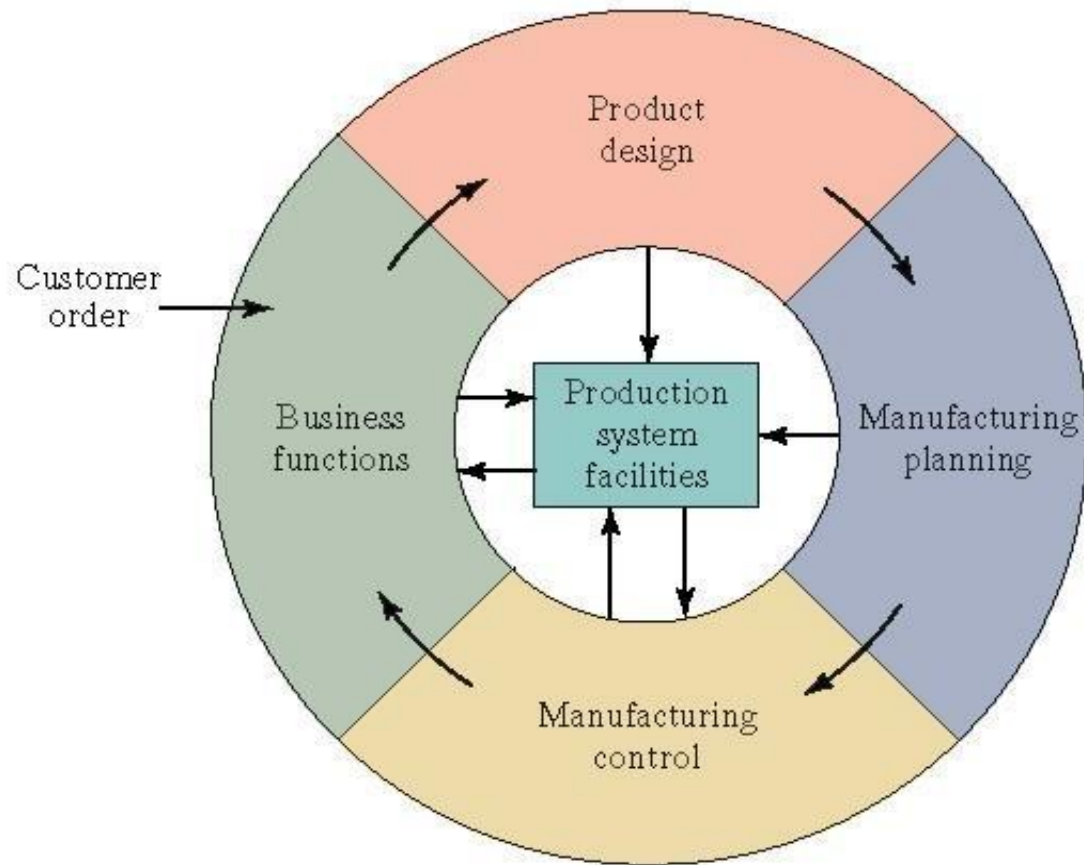 Product
design
Customer
order
Business
functions
Production
system
facilities
Manufacturing
planning
Manufacturing
control